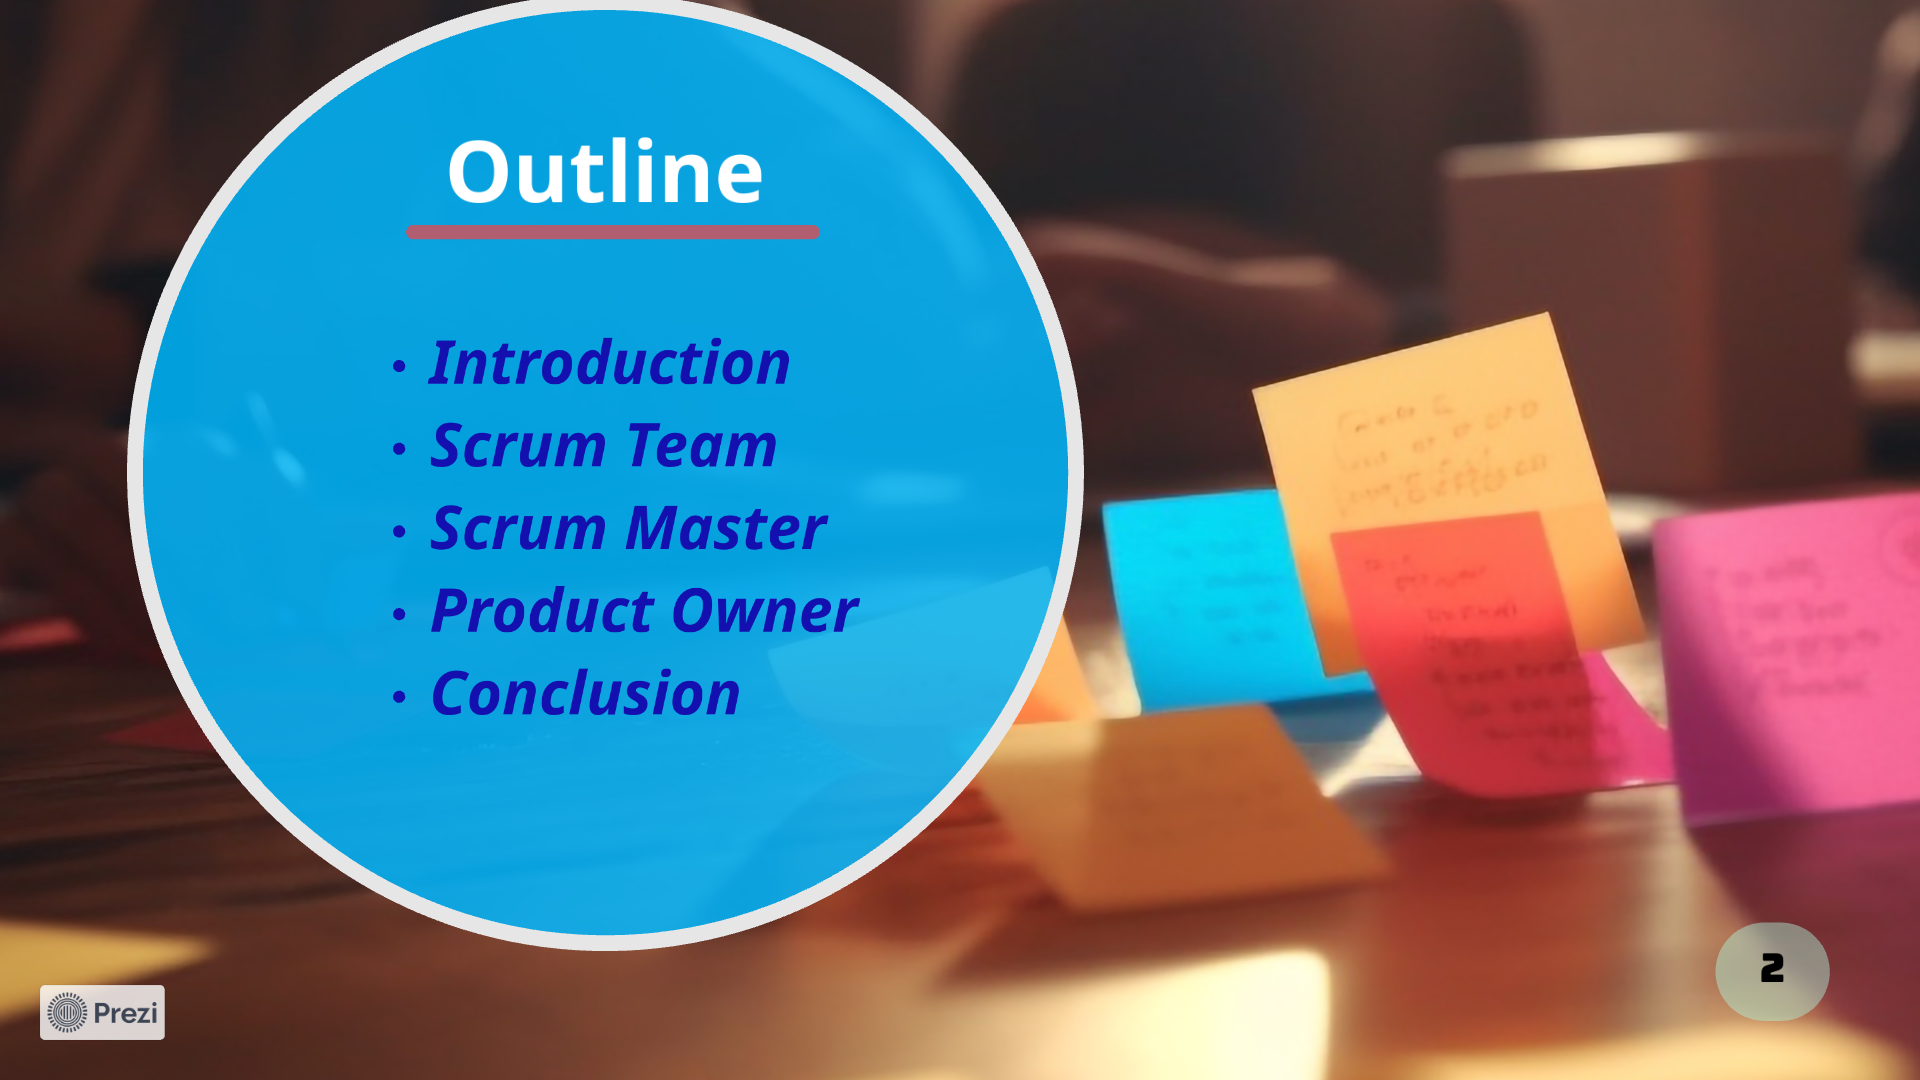 Outline
• Introduction
• Scrum Team
• Scrum Master
• Product Owner
• Conclusion
2
Prezi